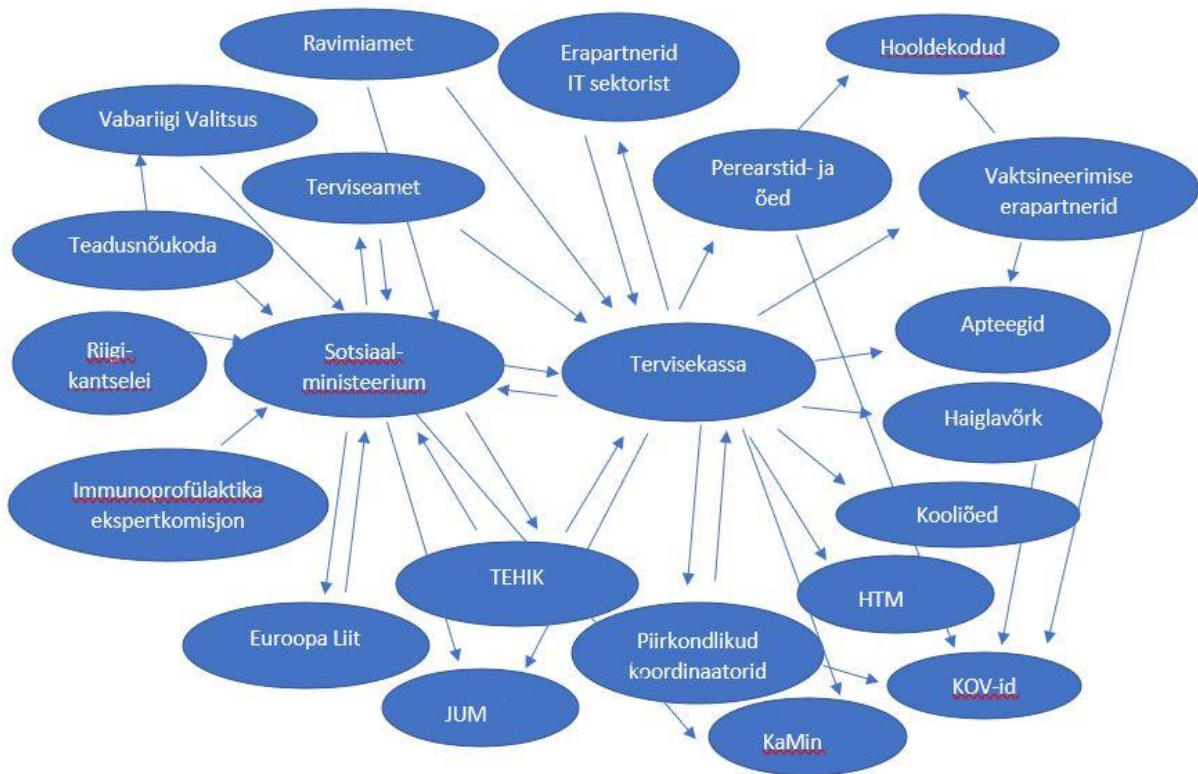 Ravimiamet
Erapartnerid
IT sektorist
Hooldekodud
Vabariigi Valitsus
Terviseamet
Perearstid- ja
õed
Vaktsineerimise
erapartnerid
Teadusnõukoda
Riigi-
kantselei
Sotsiaal-
ministeerium
Tervisekassa
Apteegid
Haiglavõrk
Immunoprofülaktika
ekspertkomisjon
Kooliõed
TEHIK
HTM
Euroopa Liit
Piirkondlikud
koordinaatorid
KOV-id
JUM
KaMin